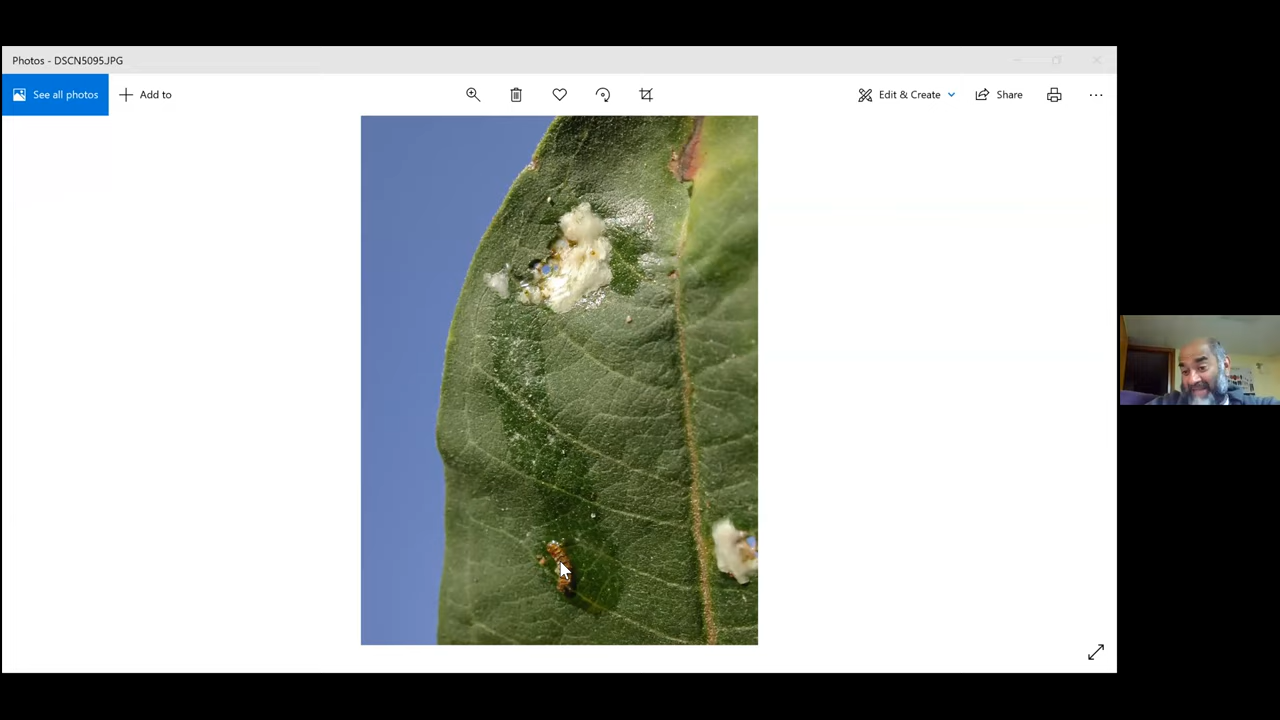 Photos - DSCN5095.JPG
See all photos
Add to
Edit & Create
Share